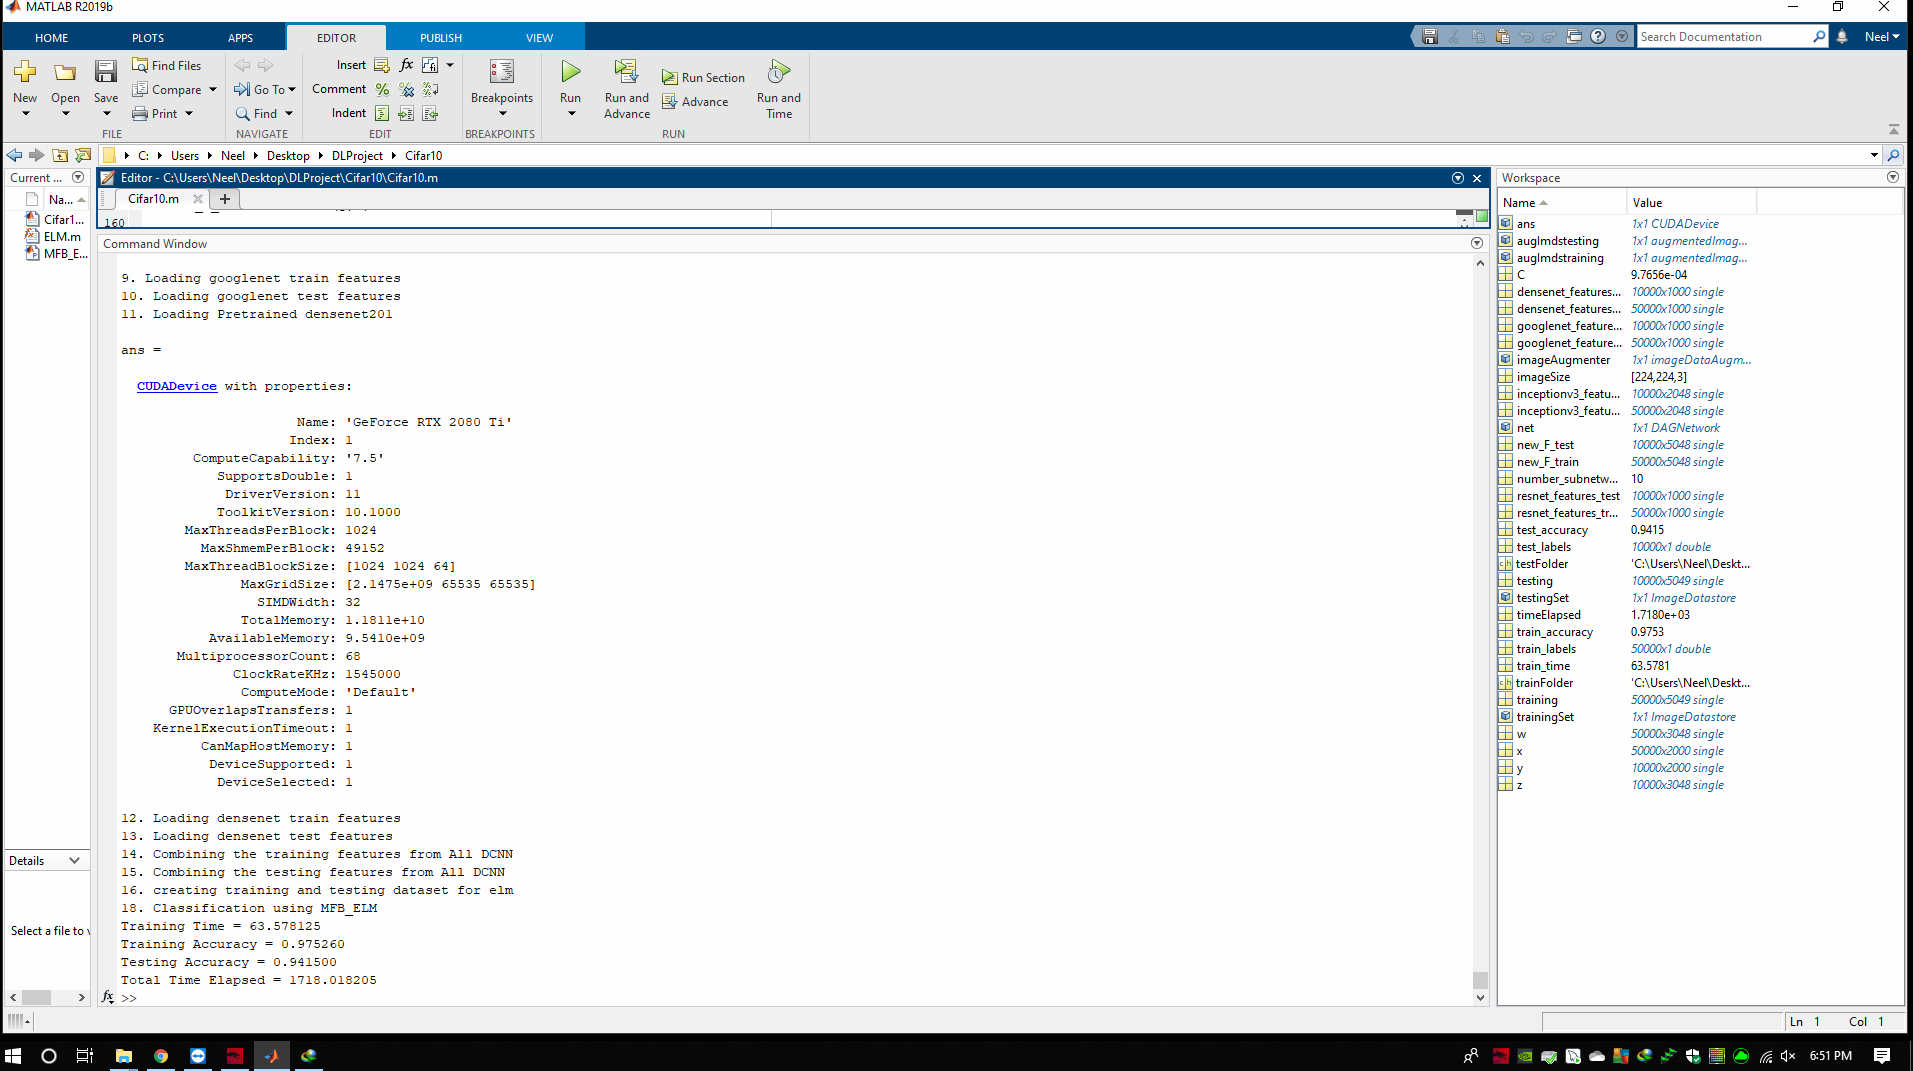 MATLAB R2019b
HOME PLOTS APPS EDITOR PUBLISH VIEW
Search Documentation Neel
New Open Save Find Files Compare Print
Go To Find
Insert Comment Indent fx
Breakpoints Run Run and Advance Run Section Advance Run and Time
FILE NAVIGATE EDIT BREAKPOINTS RUN
C: Users Neel Desktop DLProject Cifar10
Current ...
Na...
Cifar1...
ELM.m
MFB_E...
Details
Select a file to v
Editor - C:\Users\Neel\Desktop\DLProject\Cifar10\Cifar10.m
Cifar10.m
160
Command Window
9. Loading googlenet train features
10. Loading googlenet test features
11. Loading Pretrained densenet201
ans =
CUDADevice with properties:
Name: 'GeForce RTX 2080 Ti'
Index: 1
ComputeCapability: '7.5'
SupportsDouble: 1
DriverVersion: 11
ToolkitVersion: 10.1000
MaxThreadsPerBlock: 1024
MaxShmemPerBlock: 49152
MaxThreadBlockSize: [1024 1024 64]
MaxGridSize: [2.1475e+09 65535 65535]
SIMDWidth: 32
TotalMemory: 1.1811e+10
AvailableMemory: 9.5410e+09
MultiprocessorCount: 68
ClockRateKHz: 1545000
ComputeMode: 'Default'
GPUOverlapsTransfers: 1
KernelExecutionTimeout: 1
CanMapHostMemory: 1
DeviceSupported: 1
DeviceSelected: 1
12. Loading densenet train features
13. Loading densenet test features
14. Combining the training features from All DCNN
15. Combining the testing features from All DCNN
16. creating training and testing dataset for elm
18. Classification using MFB_ELM
Training Time = 63.578125
Training Accuracy = 0.975260
Testing Accuracy = 0.941500
Total Time Elapsed = 1718.018205
fx >>
Workspace
Name Value
ans 1x1 CUDADevice
augImdstesting 1x1 augmentedImag...
augImdstraining 1x1 augmentedImag...
C 9.7656e-04
densenet_features... 10000x1000 single
densenet_features... 50000x1000 single
googlenet_feature... 10000x1000 single
googlenet_feature... 50000x1000 single
imageAugmenter 1x1 imageDataAugm...
imageSize [224,224,3]
inceptionv3_featu... 10000x2048 single
inceptionv3_featu... 50000x2048 single
net 1x1 DAGNetwork
new_F_test 10000x5048 single
new_F_train 50000x5048 single
number_subnetw... 10
resnet_features_test 10000x1000 single
resnet_features_tr... 50000x1000 single
test_accuracy 0.9415
test_labels 10000x1 double
testFolder 'C:\Users\Neel\Deskt...
testing 10000x5049 single
testingSet 1x1 ImageDatastore
timeElapsed 1.7180e+03
train_accuracy 0.9753
train_labels 50000x1 double
train_time 63.5781
trainFolder 'C:\Users\Neel\Deskt...
training 50000x5049 single
trainingSet 1x1 ImageDatastore
w 50000x3048 single
x 50000x2000 single
y 10000x2000 single
z 10000x3048 single
Ln 1 Col 1
6:51 PM